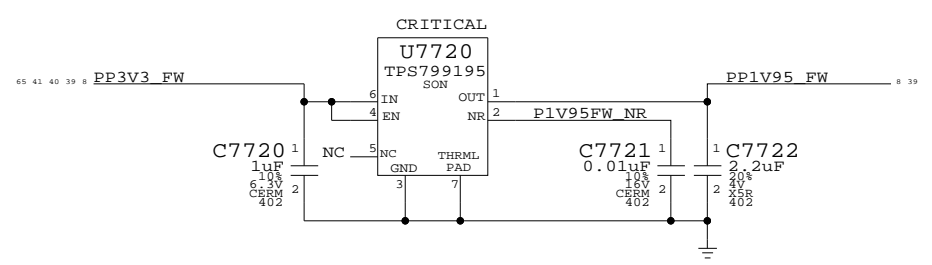 CRITICAL
U7720
TPS799195
SON
65 41 40 39 8 PP3V3_FW
PP1V95_FW 8 39
6 IN
OUT 1
4 EN
NR 2 P1V95FW_NR
NC 5 NC
THRML
PAD
GND
3
7
C7720 1
1uF
10%
6.3V 2
CERM
402
C7721 1
0.01uF
10%
16V 2
CERM
402
1 C7722
2.2uF
20%
2 4V
X5R
402